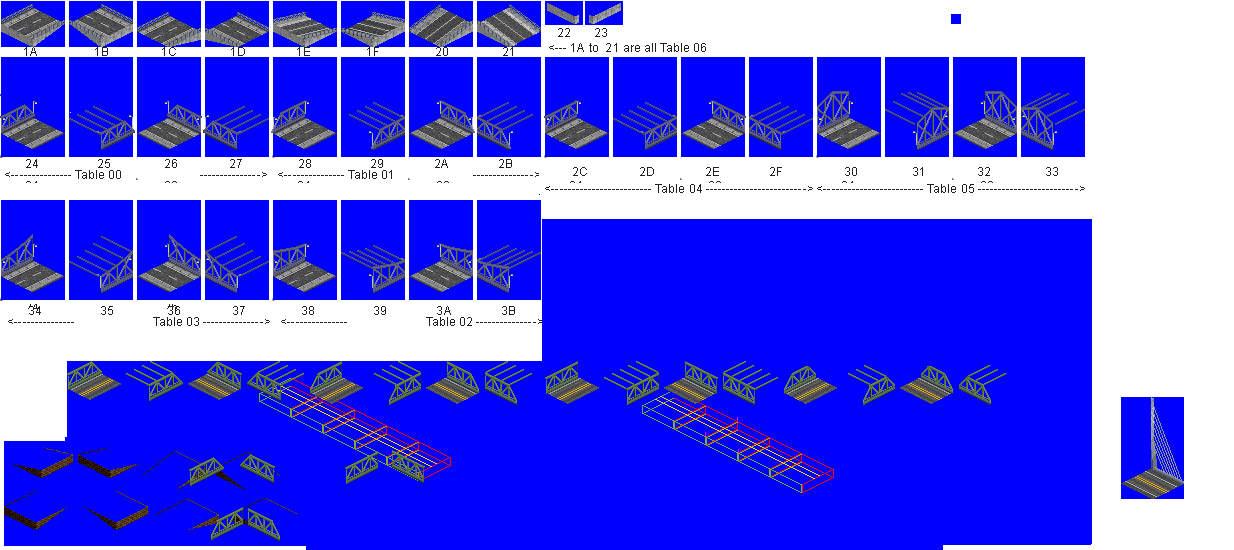 22 23
1A 1B 1C 1D 1E 1F 20 21
<--- 1A to 21 are all Table 06
24 25 26 27 28 29 2A 2B
2C 2D 2E 2F 30 31 32 33
<--------------- Table 00 --------------->
<--------------- Table 01 --------------->
<--------------- Table 04 --------------->
<--------------- Table 05 --------------->
34 35 36 37 38 39 3A 3B
<--------------- Table 03 --------------->
<--------------- Table 02 --------------->